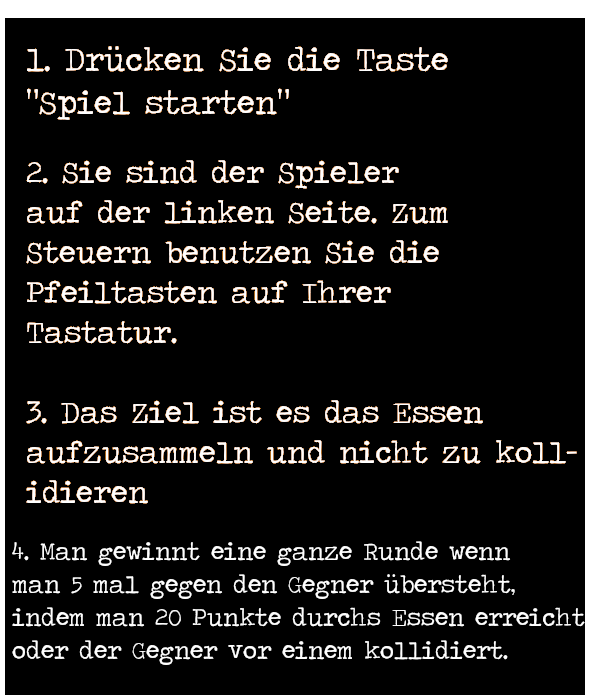 1. Drücken Sie die Taste
"Spiel starten"
2. Sie sind der Spieler
auf der linken Seite. Zum
Steuern benutzen Sie die
Pfeiltasten auf Ihrer
Tastatur.
3. Das Ziel ist es das Essen
aufzusammeln und nicht zu koll-
idieren
4. Man gewinnt eine ganze Runde wenn
man 5 mal gegen den Gegner übersteht,
indem man 20 Punkte durchs Essen erreicht
oder der Gegner vor einem kollidiert.